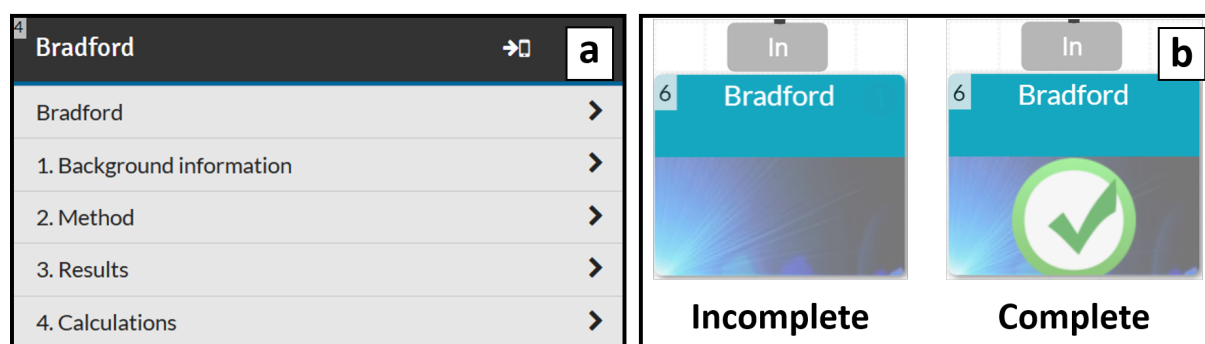 4
Bradford
a
Bradford
1. Background information
2. Method
3. Results
4. Calculations
In
6 Bradford
Incomplete
In
b
6 Bradford
Complete